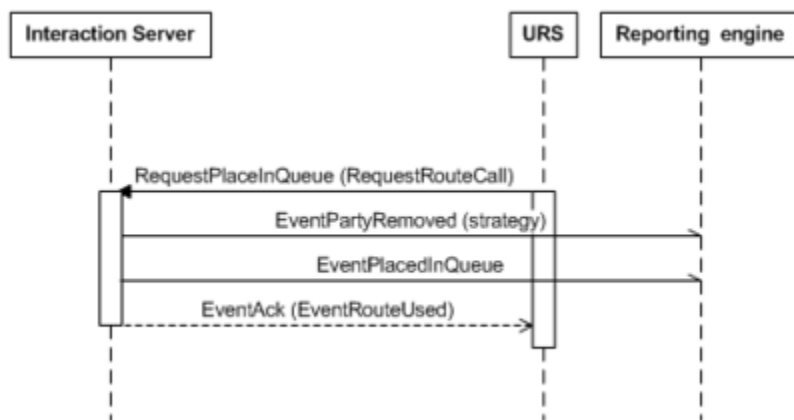 Interaction Server
URS
Reporting engine
RequestPlaceInQueue (RequestRouteCall)
EventPartyRemoved (strategy)
EventPlacedInQueue
EventAck (EventRouteUsed)